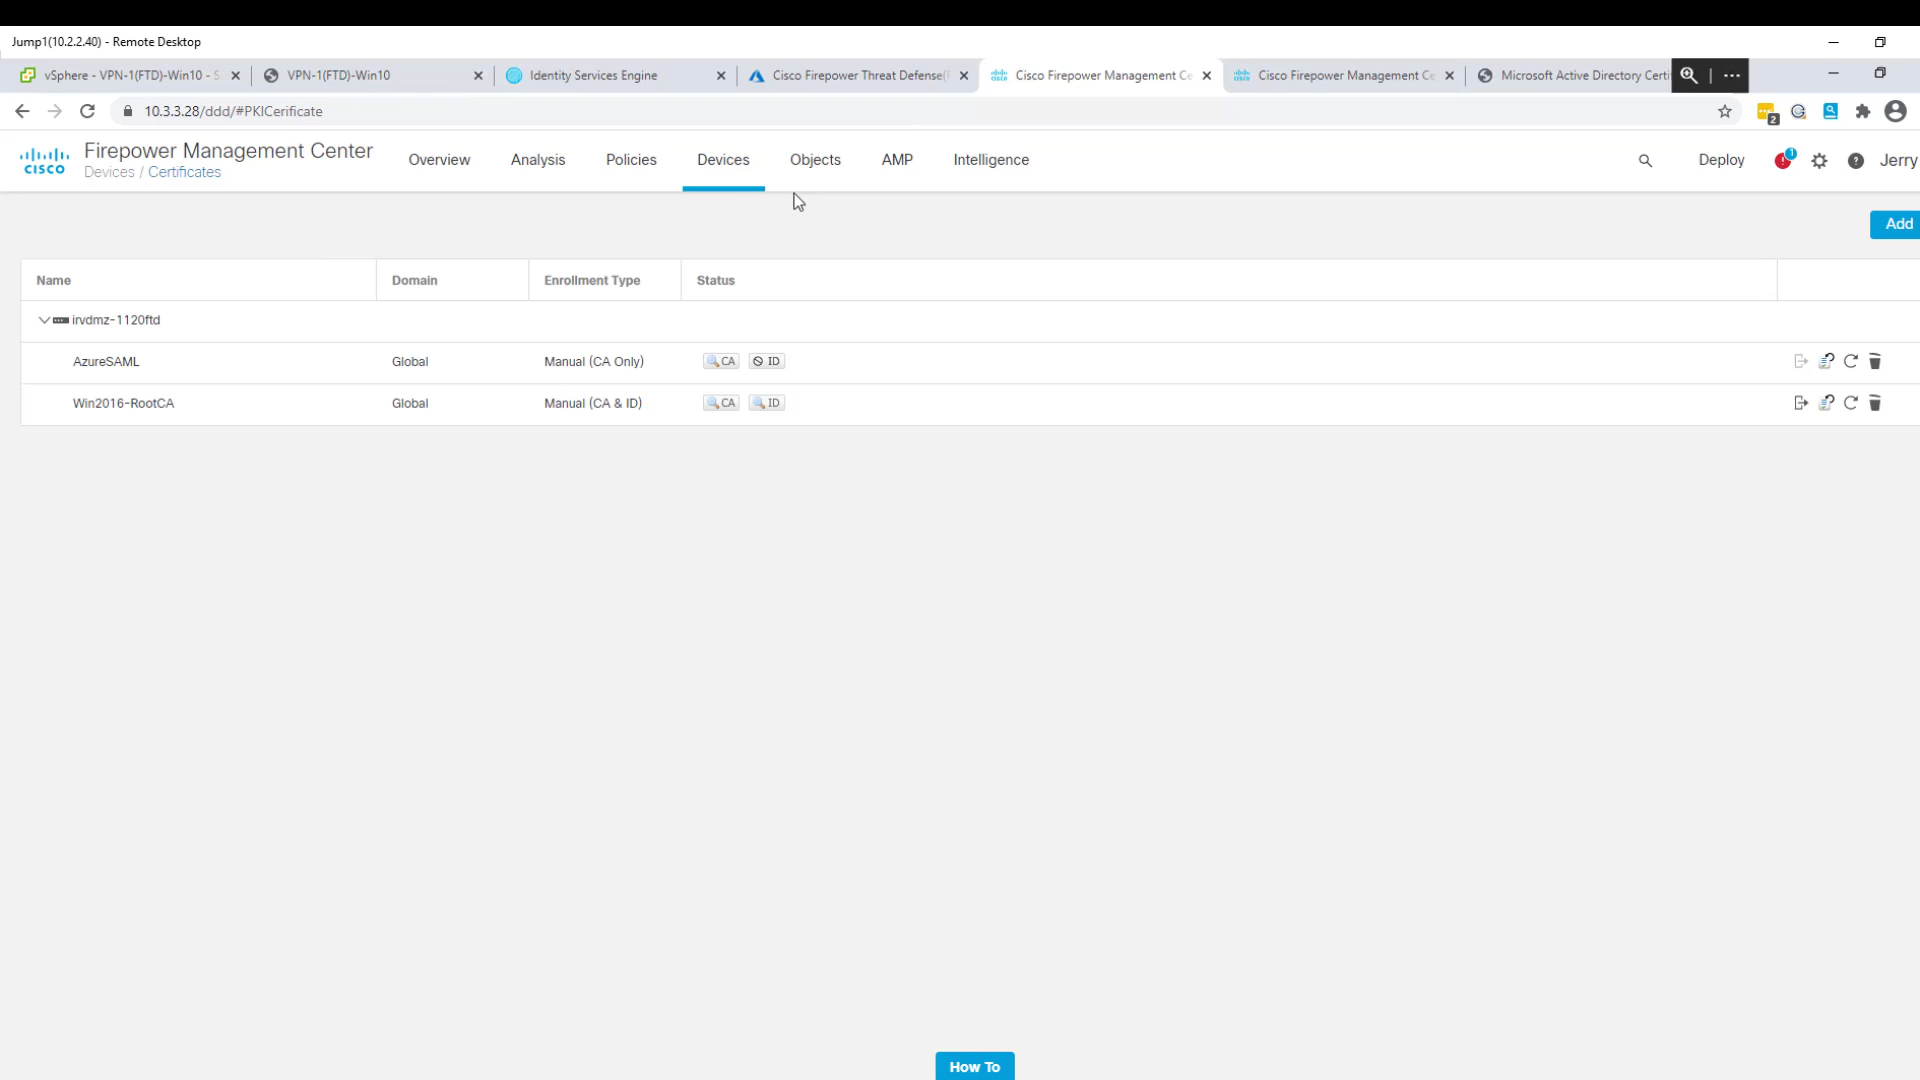 Jump1(10.2.2.40) - Remote Desktop
vSphere - VPN-1(FTD)-Win10 - S
VPN-1(FTD)-Win10
Identity Services Engine
Cisco Firepower Threat Defense(
Cisco Firepower Management Ce
Cisco Firepower Management Ce
Microsoft Active Directory Certi
10.3.3.28/ddd/#PKICerificate
2
cisco
Firepower Management Center
Devices / Certificates
Overview
Analysis
Policies
Devices
Objects
AMP
Intelligence
Deploy
1
Jerry
Add
Name
Domain
Enrollment Type
Status
irvdmz-1120ftd
AzureSAML
Global
Manual (CA Only)
CA
ID
Win2016-RootCA
Global
Manual (CA & ID)
CA
ID
How To